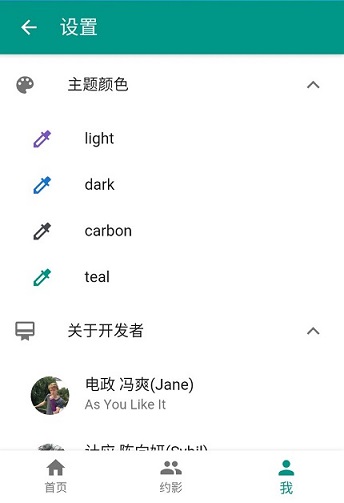 设置
主题颜色
light
dark
carbon
teal
关于开发者
电政 冯爽(Jane)
As You Like It
首页
约影
我